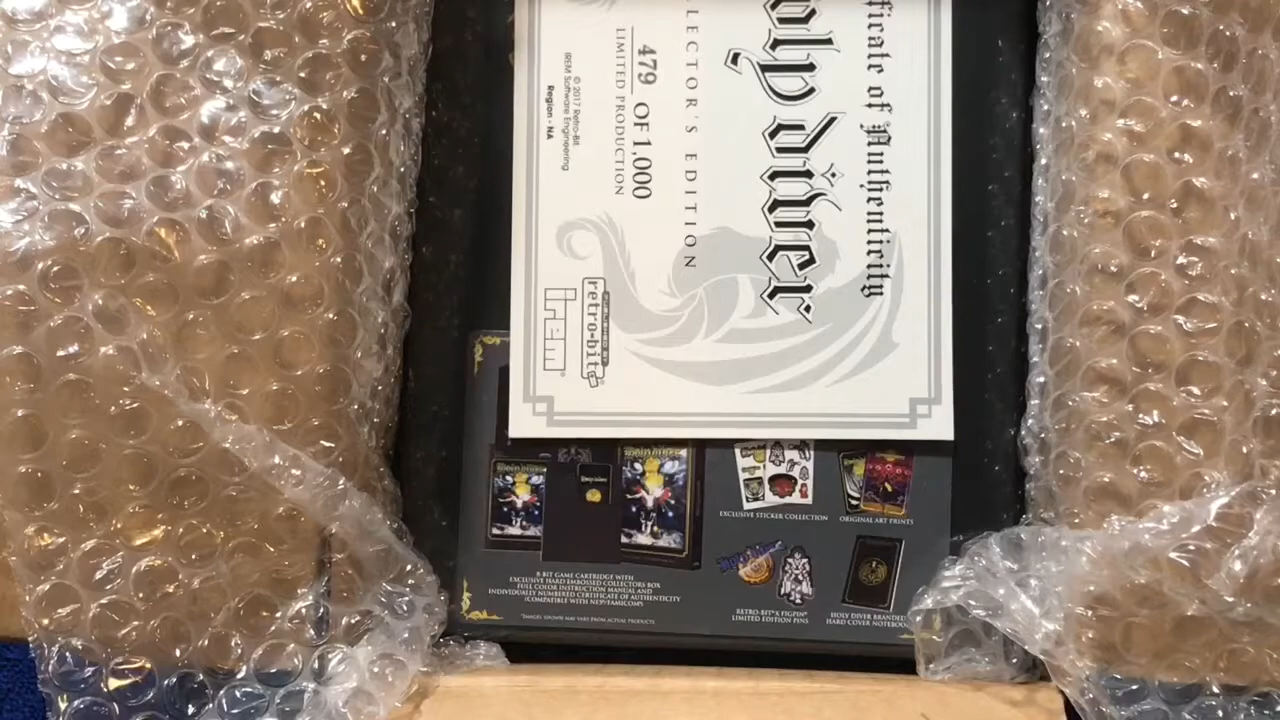 ficate of Authenticity
oly diver
LLECTOR'S EDITION
479 OF 1,000
LIMITED PRODUCTION
© 2017 Retro-Bit
IREM Software Engineering
Region - NA
PUBLISHED BY
retro-bit®
irem®
EXCLUSIVE STICKER COLLECTION
ORIGINAL ART PRINTS
8 BIT GAME CARTRIDGE WITH
EXCLUSIVE HARD EMBOSSED COLLECTORS BOX
FULL COLOR INSTRUCTION MANUAL AND
INDIVIDUALLY NUMBERED CERTIFICATE OF AUTHENTICITY
(COMPATIBLE WITH NES®/FAMICOM®)
*IMAGES SHOWN MAY VARY FROM ACTUAL PRODUCTS.
RETRO-BIT® X FIGPIN®
LIMITED EDITION PINS
HOLY DIVER BRANDED
HARD COVER NOTEBOOK